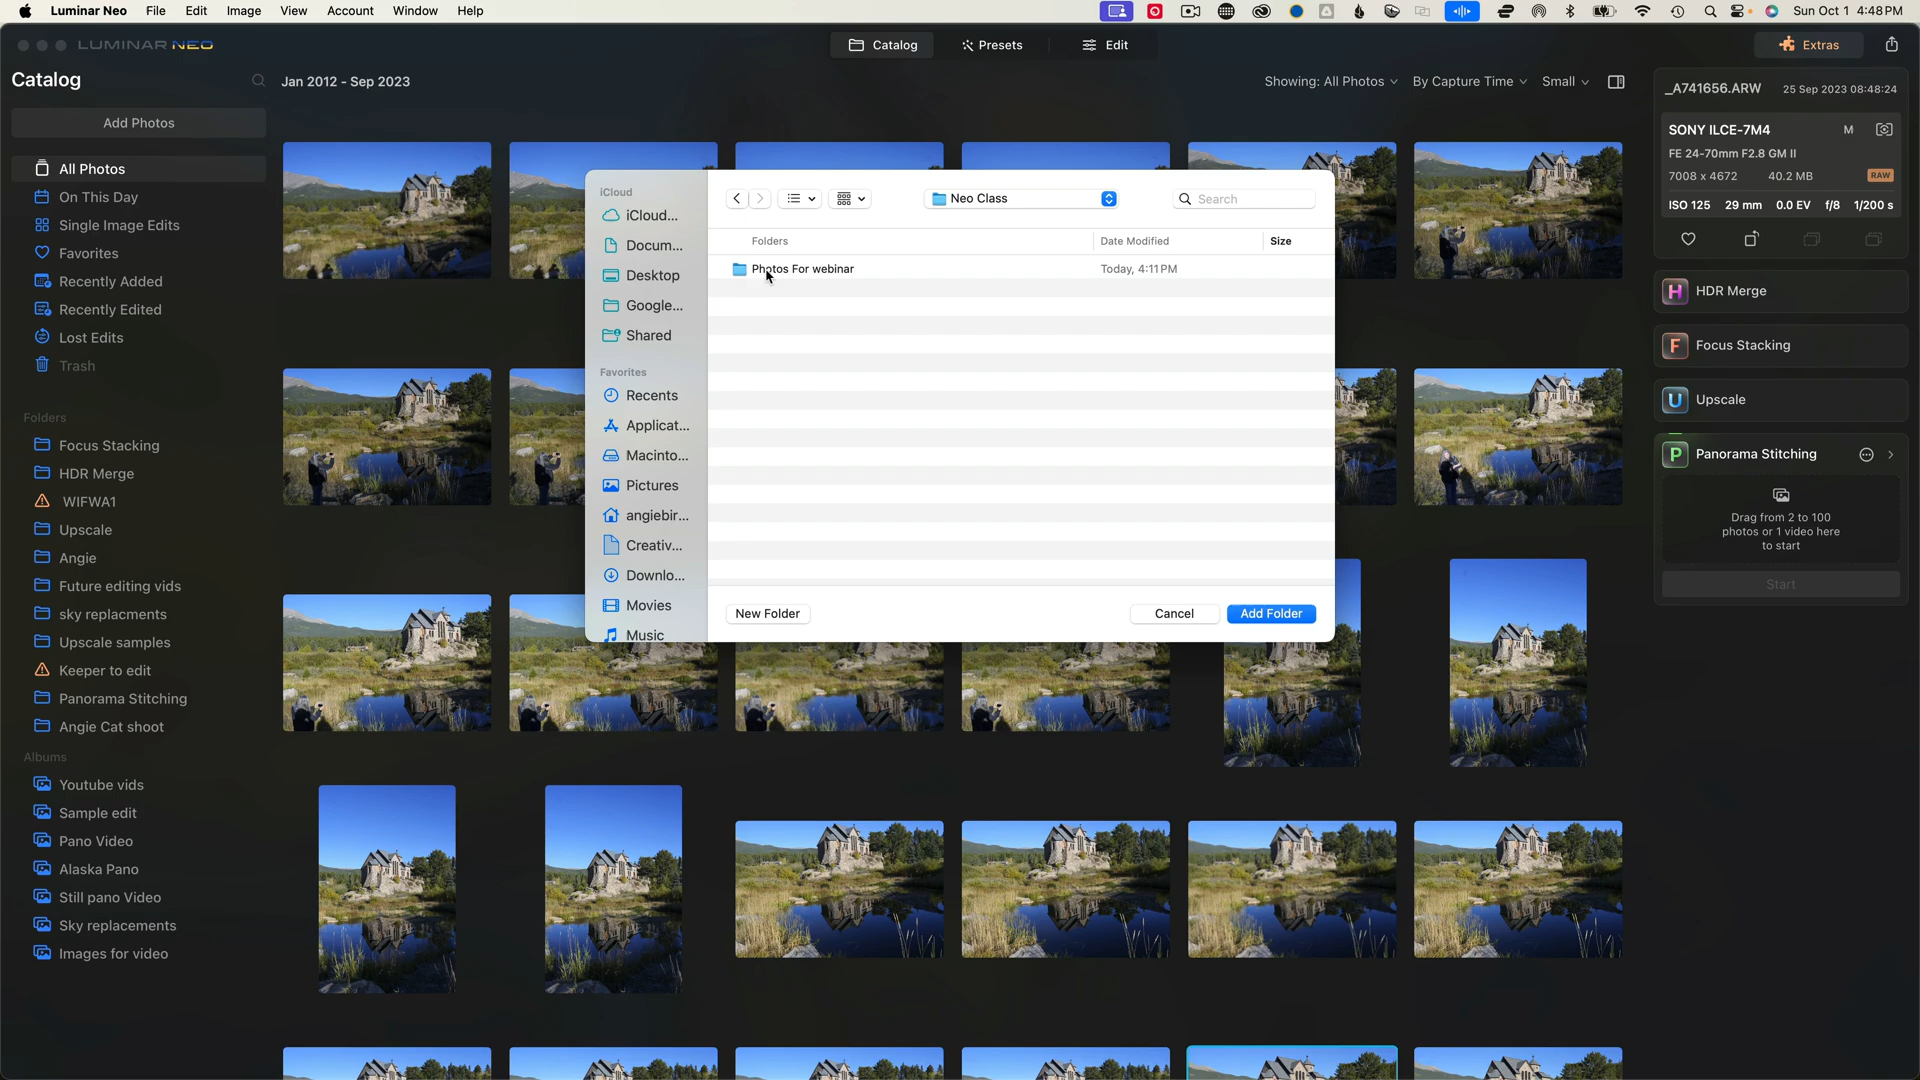 Luminar Neo File Edit Image View Account Window Help Sun Oct 1 4:48 PM
LUMINAR NEO Catalog Presets Edit Extras
Catalog Jan 2012 - Sep 2023 Showing: All Photos By Capture Time Small
Add Photos
All Photos
On This Day
Single Image Edits
Favorites
Recently Added
Recently Edited
Lost Edits
Trash
Folders
Focus Stacking
HDR Merge
WIFWA1
Upscale
Angie
Future editing vids
sky replacments
Upscale samples
Keeper to edit
Panorama Stitching
Angie Cat shoot
Albums
Youtube vids
Sample edit
Pano Video
Alaska Pano
Still pano Video
Sky replacements
Images for video
iCloud
iCloud...
Docum...
Desktop
Google...
Shared
Favorites
Recents
Applicat...
Macinto...
Pictures
angiebir...
Creativ...
Downlo...
Movies
Music
Neo Class Search
Folders Date Modified Size
Photos For webinar Today, 4:11 PM
New Folder Cancel Add Folder
_A741656.ARW 25 Sep 2023 08:48:24
SONY ILCE-7M4 M
FE 24-70mm F2.8 GM II
7008 x 4672 40.2 MB RAW
ISO 125 29 mm 0.0 EV f/8 1/200 s
H HDR Merge
F Focus Stacking
U Upscale
P Panorama Stitching
Drag from 2 to 100
photos or 1 video here
to start
Start